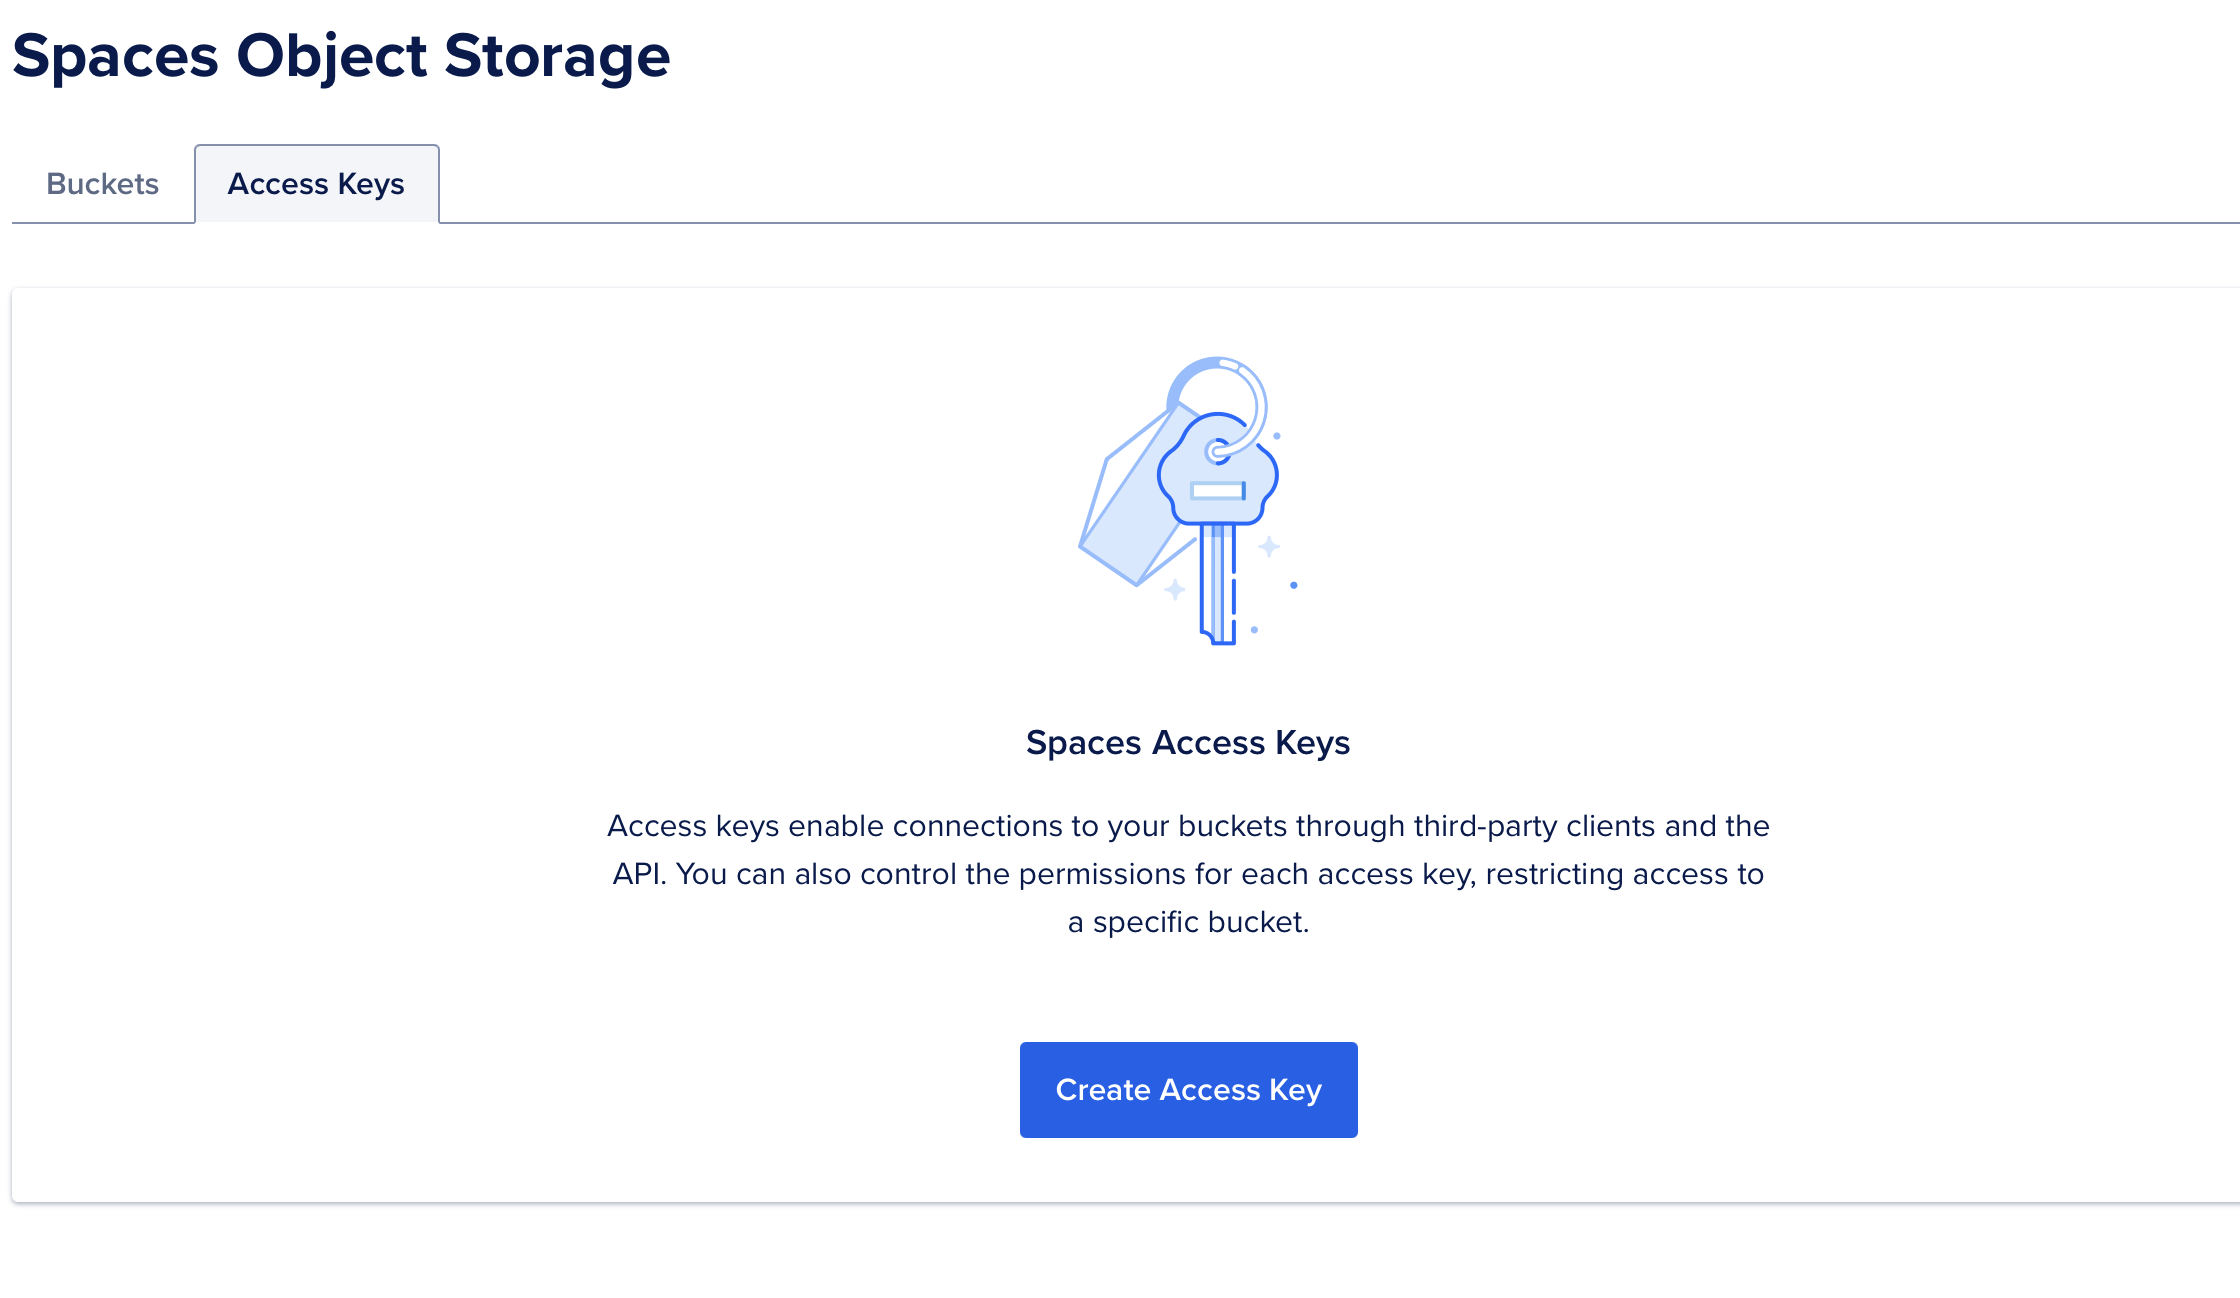 Spaces Object Storage
Buckets
Access Keys
Spaces Access Keys
Access keys enable connections to your buckets through third-party clients and the
API. You can also control the permissions for each access key, restricting access to
a specific bucket.
Create Access Key